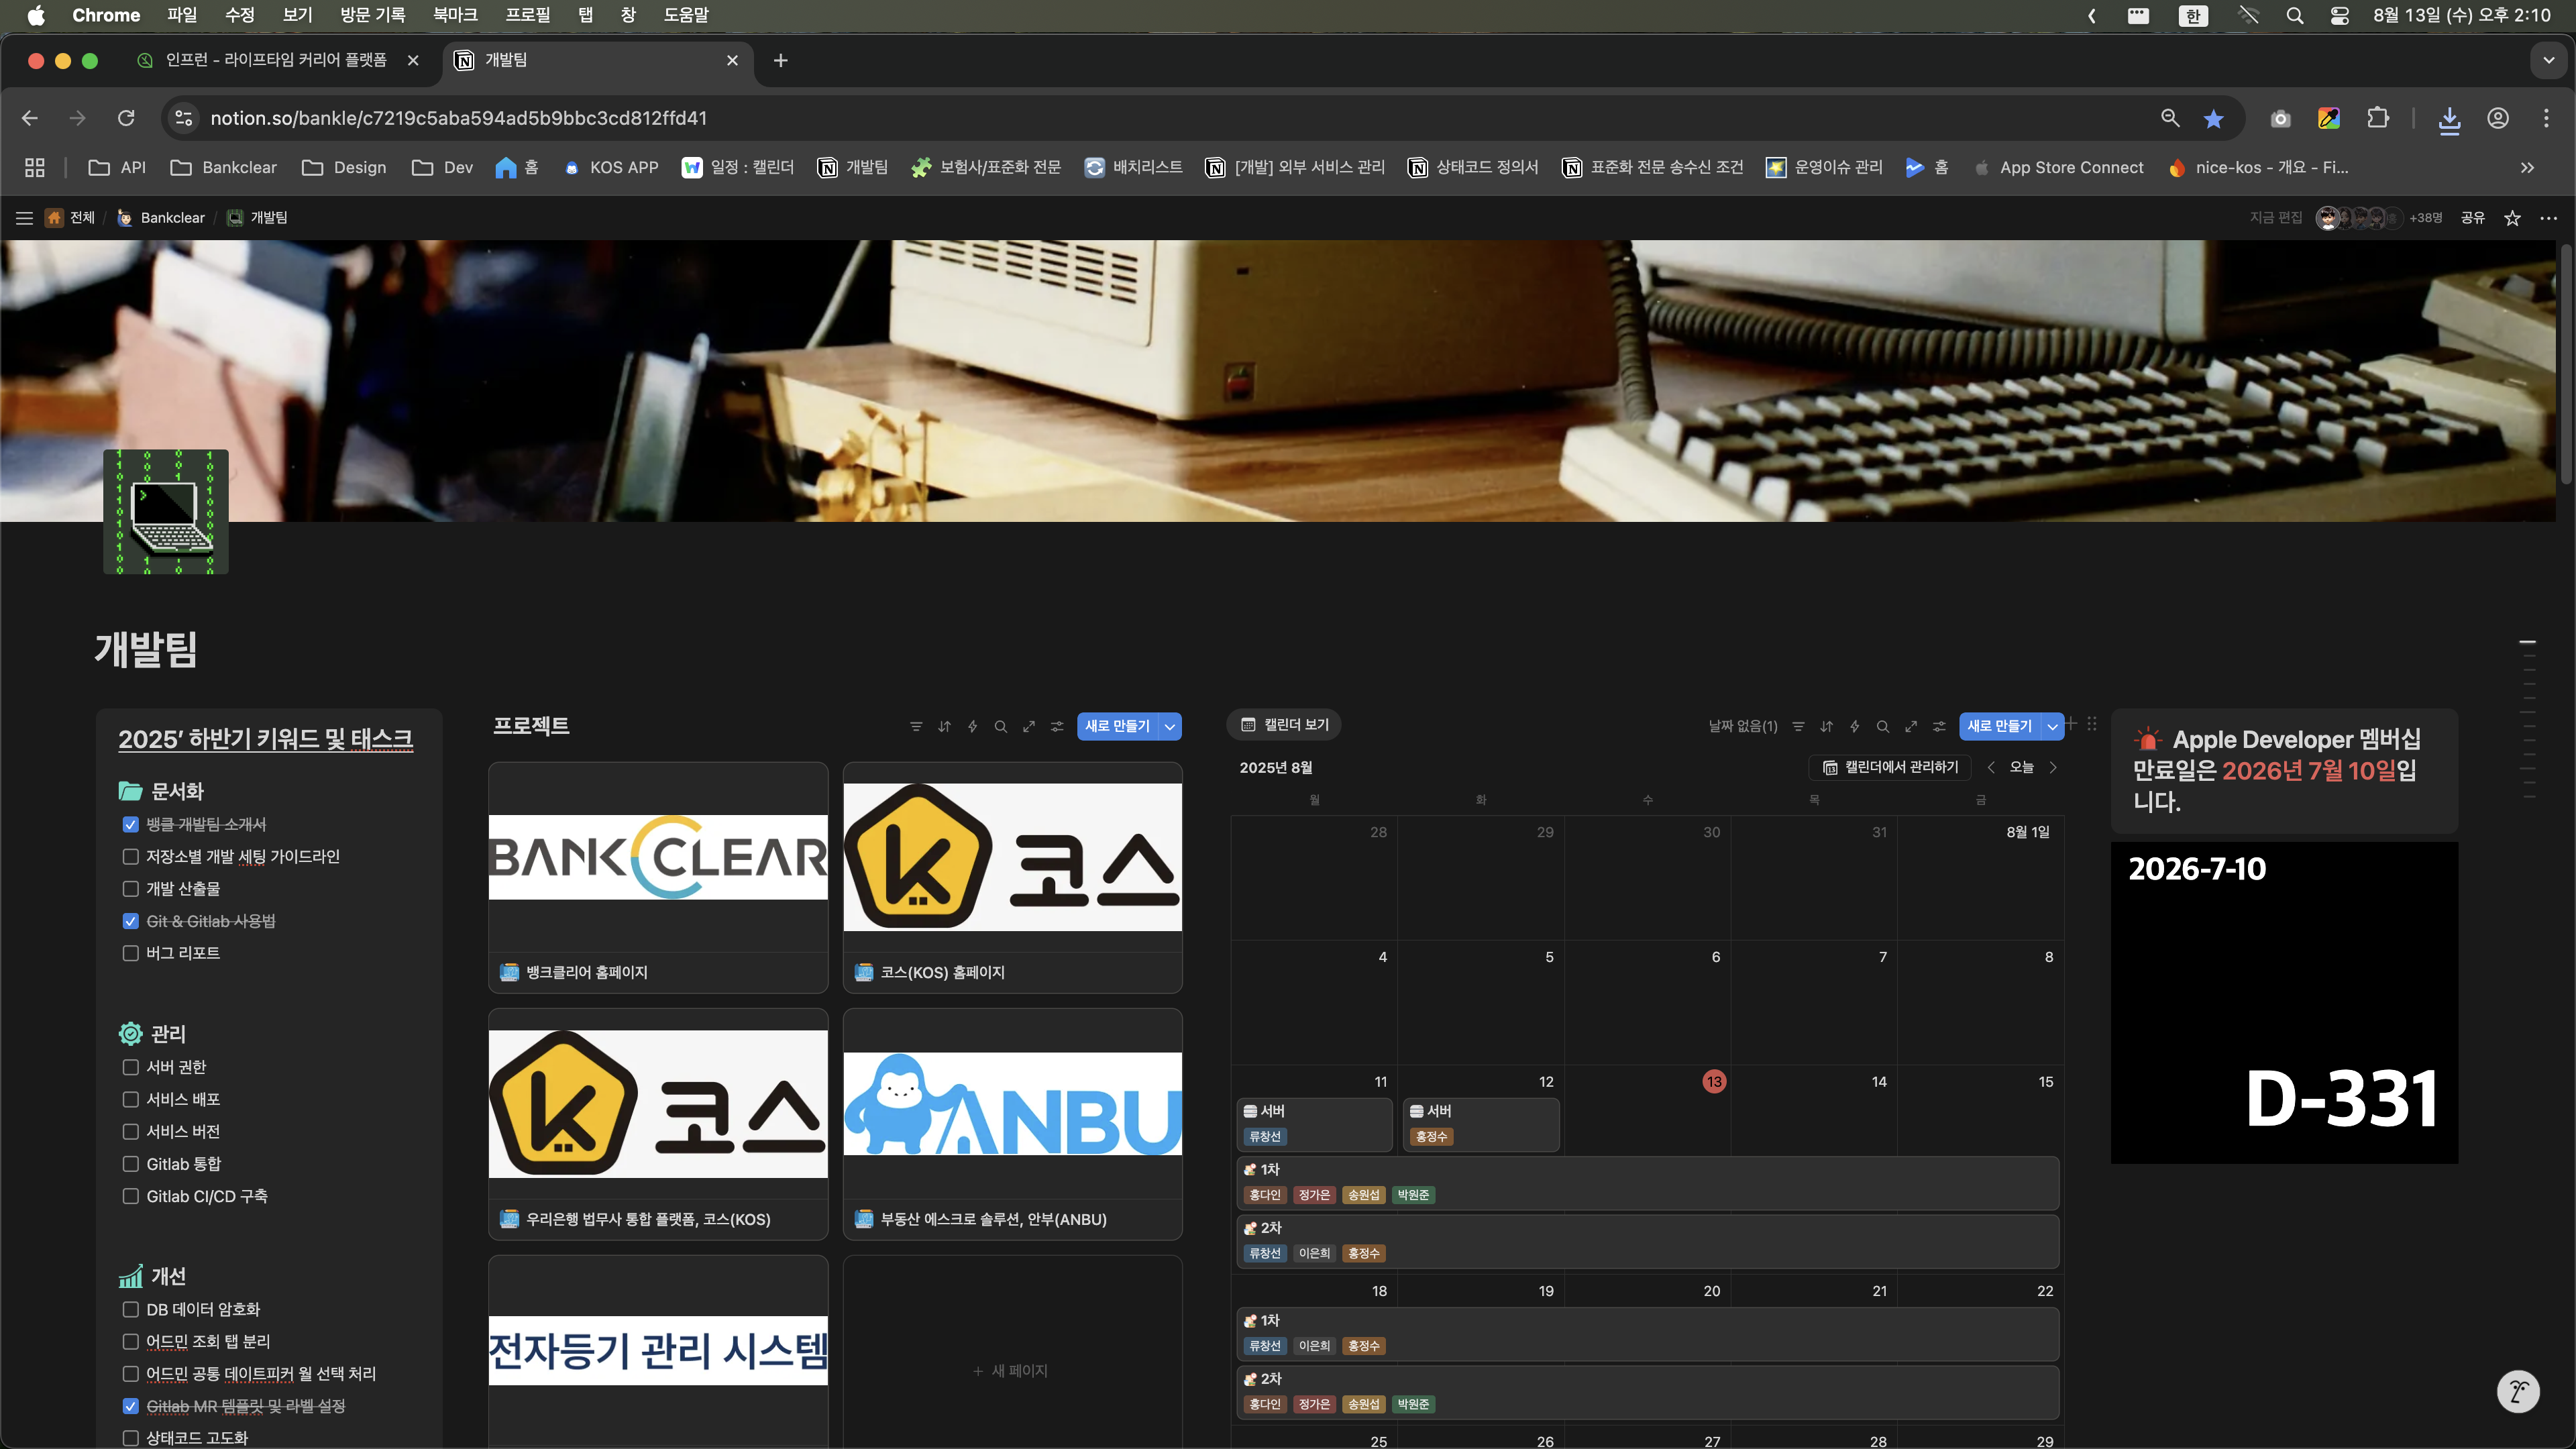 Chrome 파일 수정 보기 방문 기록 북마크 프로필 탭 창 도움말
한 8월 13일 (수) 오후 2:10
인프런 - 라이프타임 커리어 플랫폼
개발팀
notion.so/bankle/c7219c5aba594ad5b9bbc3cd812ffd41
API Bankclear Design Dev 홈 KOS APP 일정 : 캘린더 개발팀 보험사/표준화 전문 배치리스트 [개발] 외부 서비스 관리 상태코드 정의서 표준화 전문 송수신 조건 운영이슈 관리 홈 App Store Connect nice-kos - 개요 - Fi...
전체 / Bankclear / 개발팀
지금 편집 +38명 공유
개발팀
2025' 하반기 키워드 및 태스크
문서화
뱅클 개발팀 소개서
저장소별 개발 세팅 가이드라인
개발 산출물
Git & Gitlab 사용법
버그 리포트
관리
서버 권한
서비스 배포
서비스 버전
Gitlab 통합
Gitlab CI/CD 구축
개선
DB 데이터 암호화
어드민 조회 탭 분리
어드민 공통 데이트피커 월 선택 처리
Gitlab MR 템플릿 및 라벨 설정
상태코드 고도화
프로젝트
새로 만들기
BANKCLEAR
뱅크클리어 홈페이지
코스
코스(KOS) 홈페이지
코스
우리은행 법무사 통합 플랫폼, 코스(KOS)
ANBU
부동산 에스크로 솔루션, 안부(ANBU)
전자등기 관리 시스템
+ 새 페이지
캘린더 보기
날짜 없음(1)
새로 만들기
2025년 8월
캘린더에서 관리하기
오늘
월 화 수 목 금
28 29 30 31 8월 1일
4 5 6 7 8
11 12 13 14 15
서버
류창선
서버
홍정수
1차
홍다인 정가은 송원섭 박원준
2차
류창선 이은희 홍정수
18 19 20 21 22
1차
류창선 이은희 홍정수
2차
홍다인 정가은 송원섭 박원준
25 26 27 28 29
Apple Developer 멤버십
만료일은 2026년 7월 10일입
니다.
2026-7-10
D-331